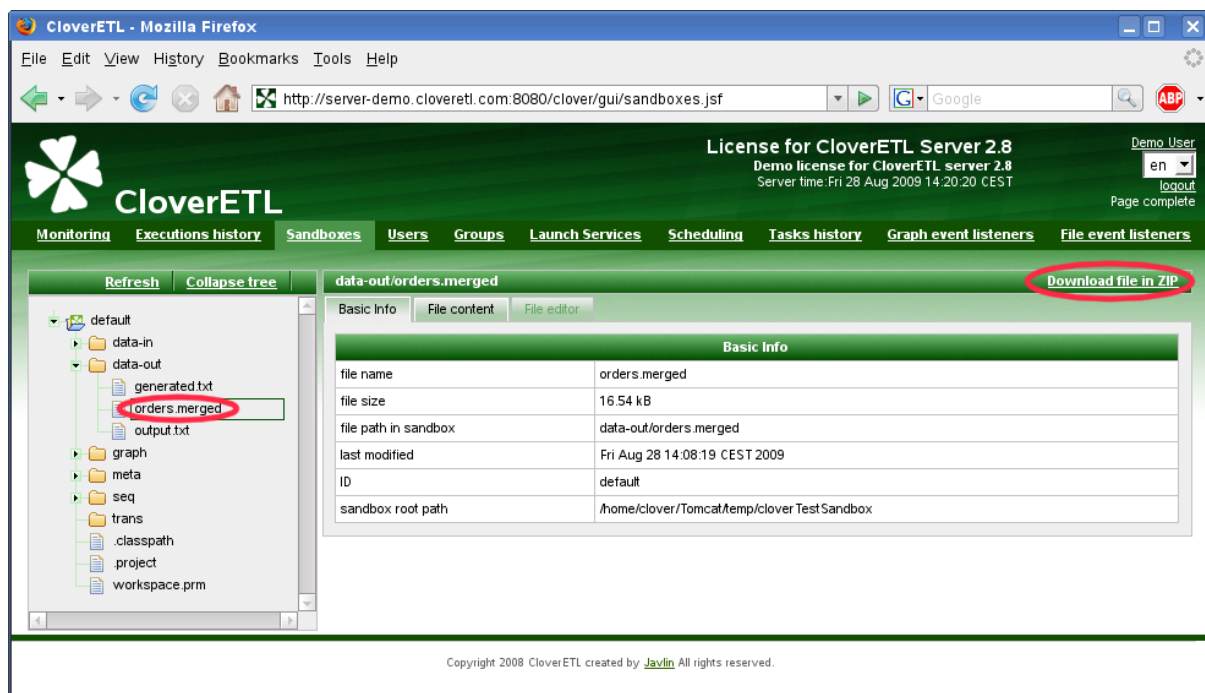 CloverETL - Mozilla Firefox
File Edit View History Bookmarks Tools Help
http://server-demo.cloveretl.com:8080/clover/gui/sandboxes.jsf
G
Google
ABP
CloverETL
License for CloverETL Server 2.8
Demo license for CloverETL server 2.8
Server time:Fri 28 Aug 2009 14:20:20 CEST
Demo User
en
logout
Page complete
Monitoring Executions history Sandboxes Users Groups Launch Services Scheduling Tasks history Graph event listeners File event listeners
Refresh Collapse tree
default
data-in
data-out
generated.txt
orders.merged
output.txt
graph
meta
seq
trans
.classpath
.project
workspace.prm
data-out/orders.merged
Download file in ZIP
Basic Info File content File editor
Basic Info
file name orders.merged
file size 16.54 kB
file path in sandbox data-out/orders.merged
last modified Fri Aug 28 14:08:19 CEST 2009
ID default
sandbox root path /home/clover/Tomcat/temp/cloverTestSandbox
Copyright 2008 CloverETL created by Javlin All rights reserved.